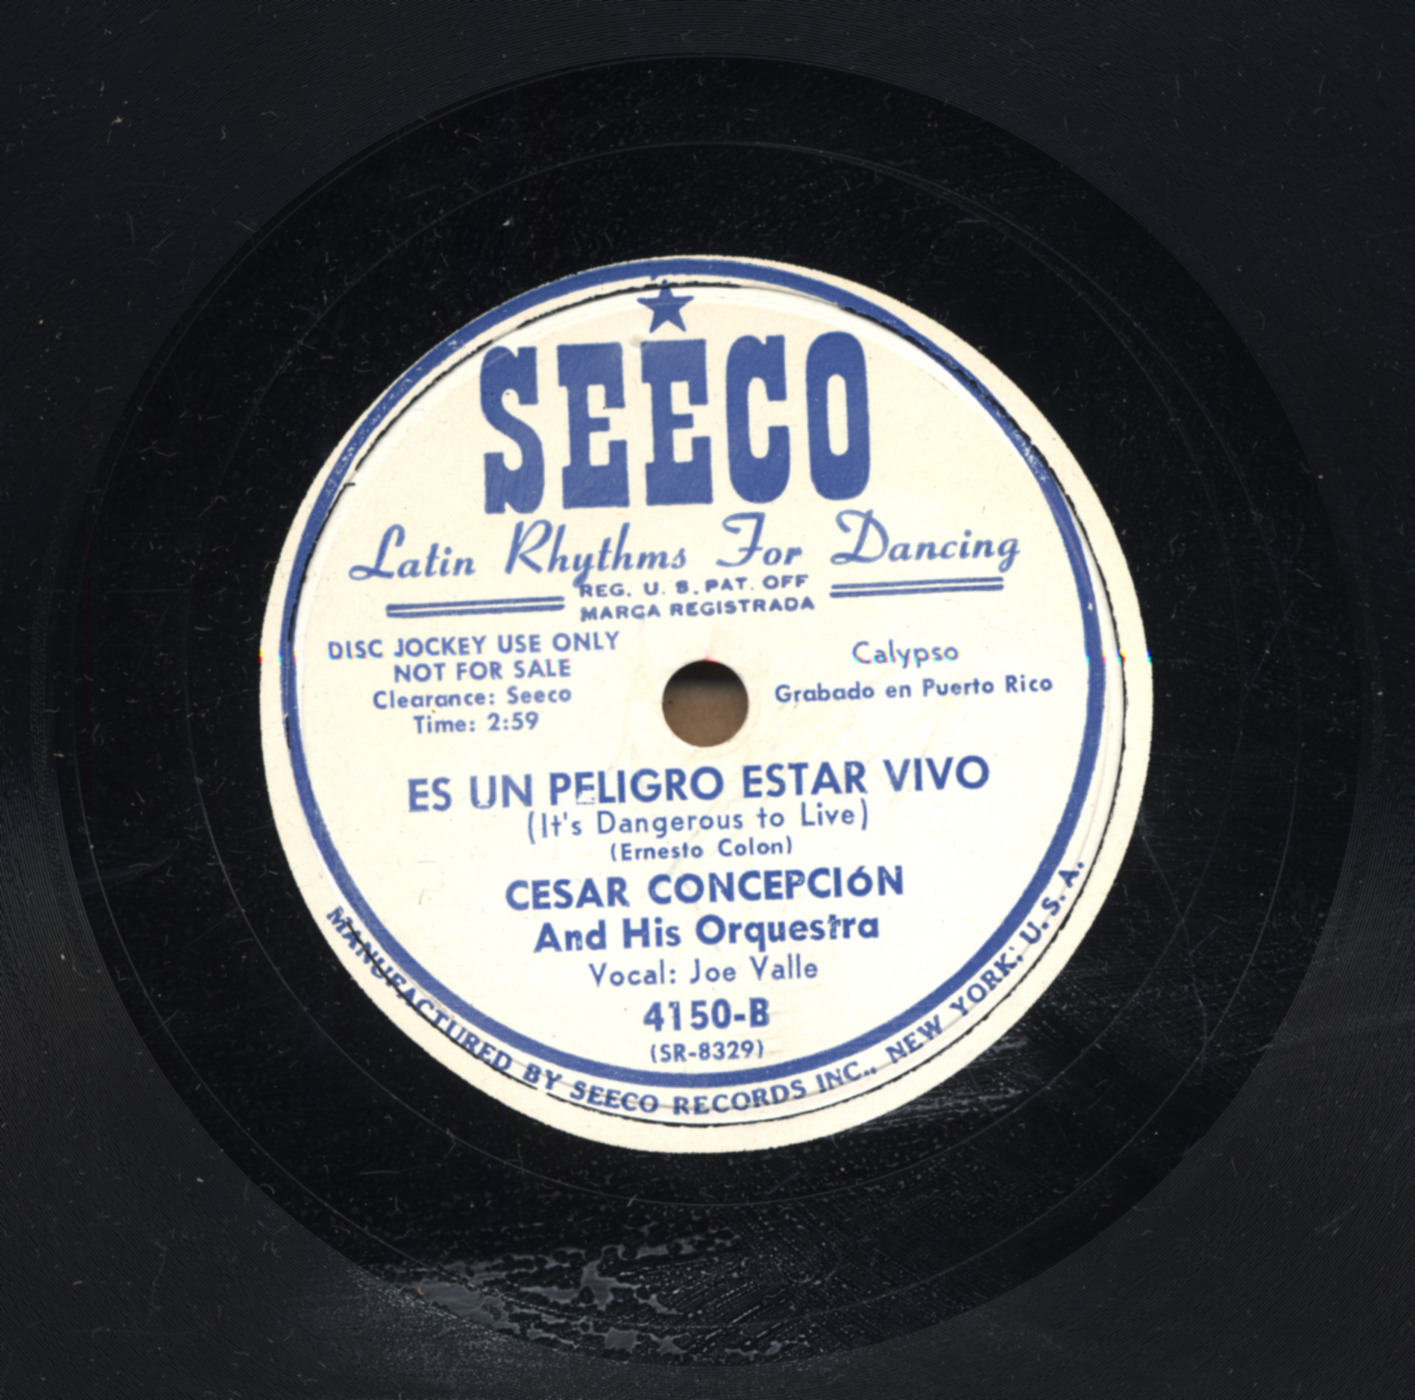 SEECO
Latin Rhythms For Dancing
REG. U. S. PAT. OFF
MARCA REGISTRADA
DISC JOCKEY USE ONLY
NOT FOR SALE
Clearance: Seeco
Time: 2:59
Calypso
Grabado en Puerto Rico
ES UN PELIGRO ESTAR VIVO
(It's Dangerous to Live)
(Ernesto Colon)
CESAR CONCEPCIóN
And His Orquestra
Vocal: Joe Valle
4150-B
(SR-8329)
MANUFACTURED BY SEECO RECORDS INC., NEW YORK, U.S.A.